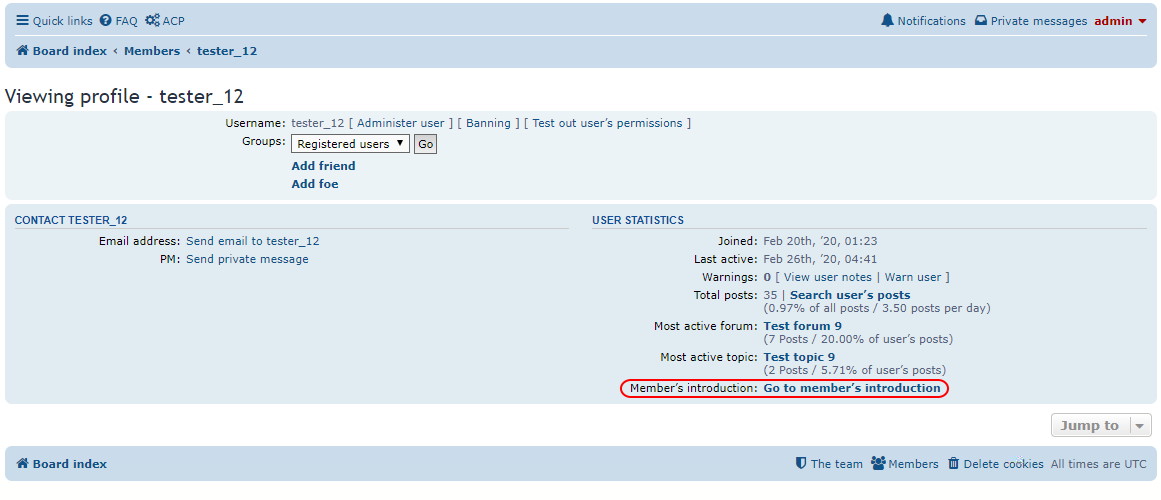 Quick links FAQ ACP Notifications Private messages admin
Board index ‹ Members ‹ tester_12
Viewing profile - tester_12
Username: tester_12 [ Administer user ] [ Banning ] [ Test out user’s permissions ]
Groups: Registered users Go
Add friend
Add foe
CONTACT TESTER_12
Email address: Send email to tester_12
PM: Send private message
USER STATISTICS
Joined: Feb 20th, ’20, 01:23
Last active: Feb 26th, ’20, 04:41
Warnings: 0 [ View user notes | Warn user ]
Total posts: 35 | Search user’s posts
(0.97% of all posts / 3.50 posts per day)
Most active forum: Test forum 9
(7 Posts / 20.00% of user’s posts)
Most active topic: Test topic 9
(2 Posts / 5.71% of user’s posts)
Member’s introduction: Go to member’s introduction
Jump to
Board index The team Members Delete cookies All times are UTC